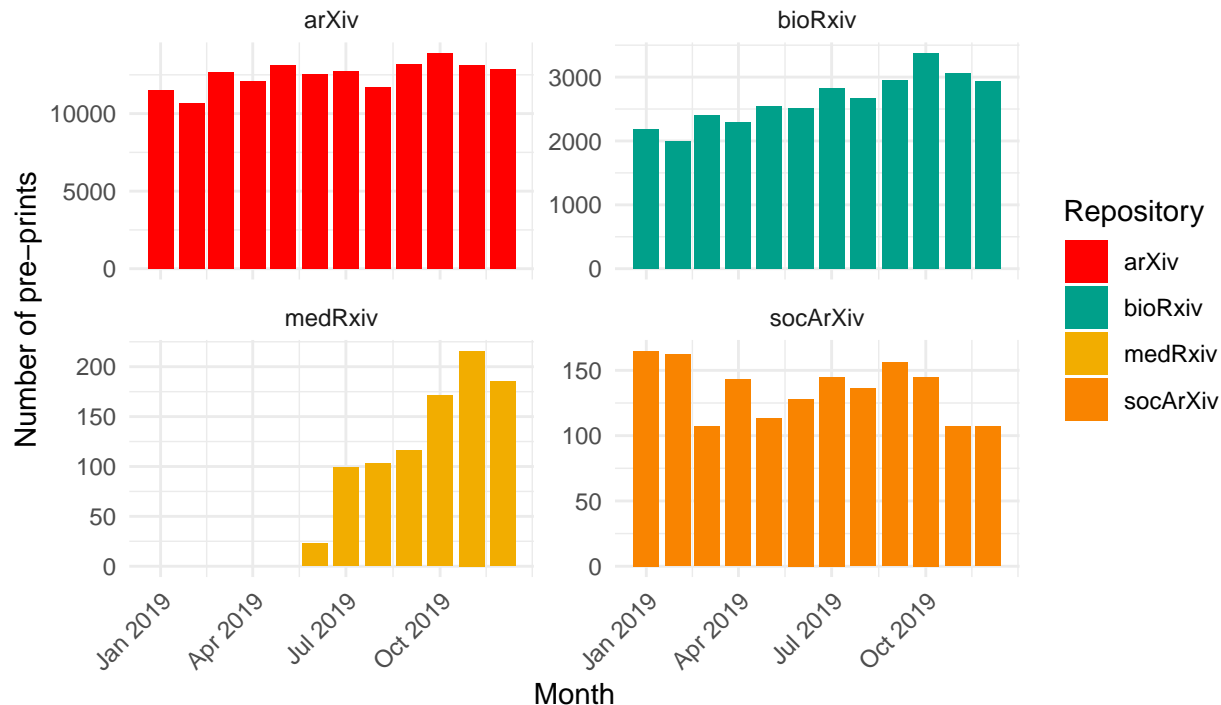 arXiv
bioRxiv
10000
5000
0
3000
2000
1000
0
medRxiv
socArXiv
200
150
100
50
0
150
100
50
0
Jan 2019
Apr 2019
Jul 2019
Oct 2019
Jan 2019
Apr 2019
Jul 2019
Oct 2019
Month
Number of pre−prints
Repository
arXiv
bioRxiv
medRxiv
socArXiv